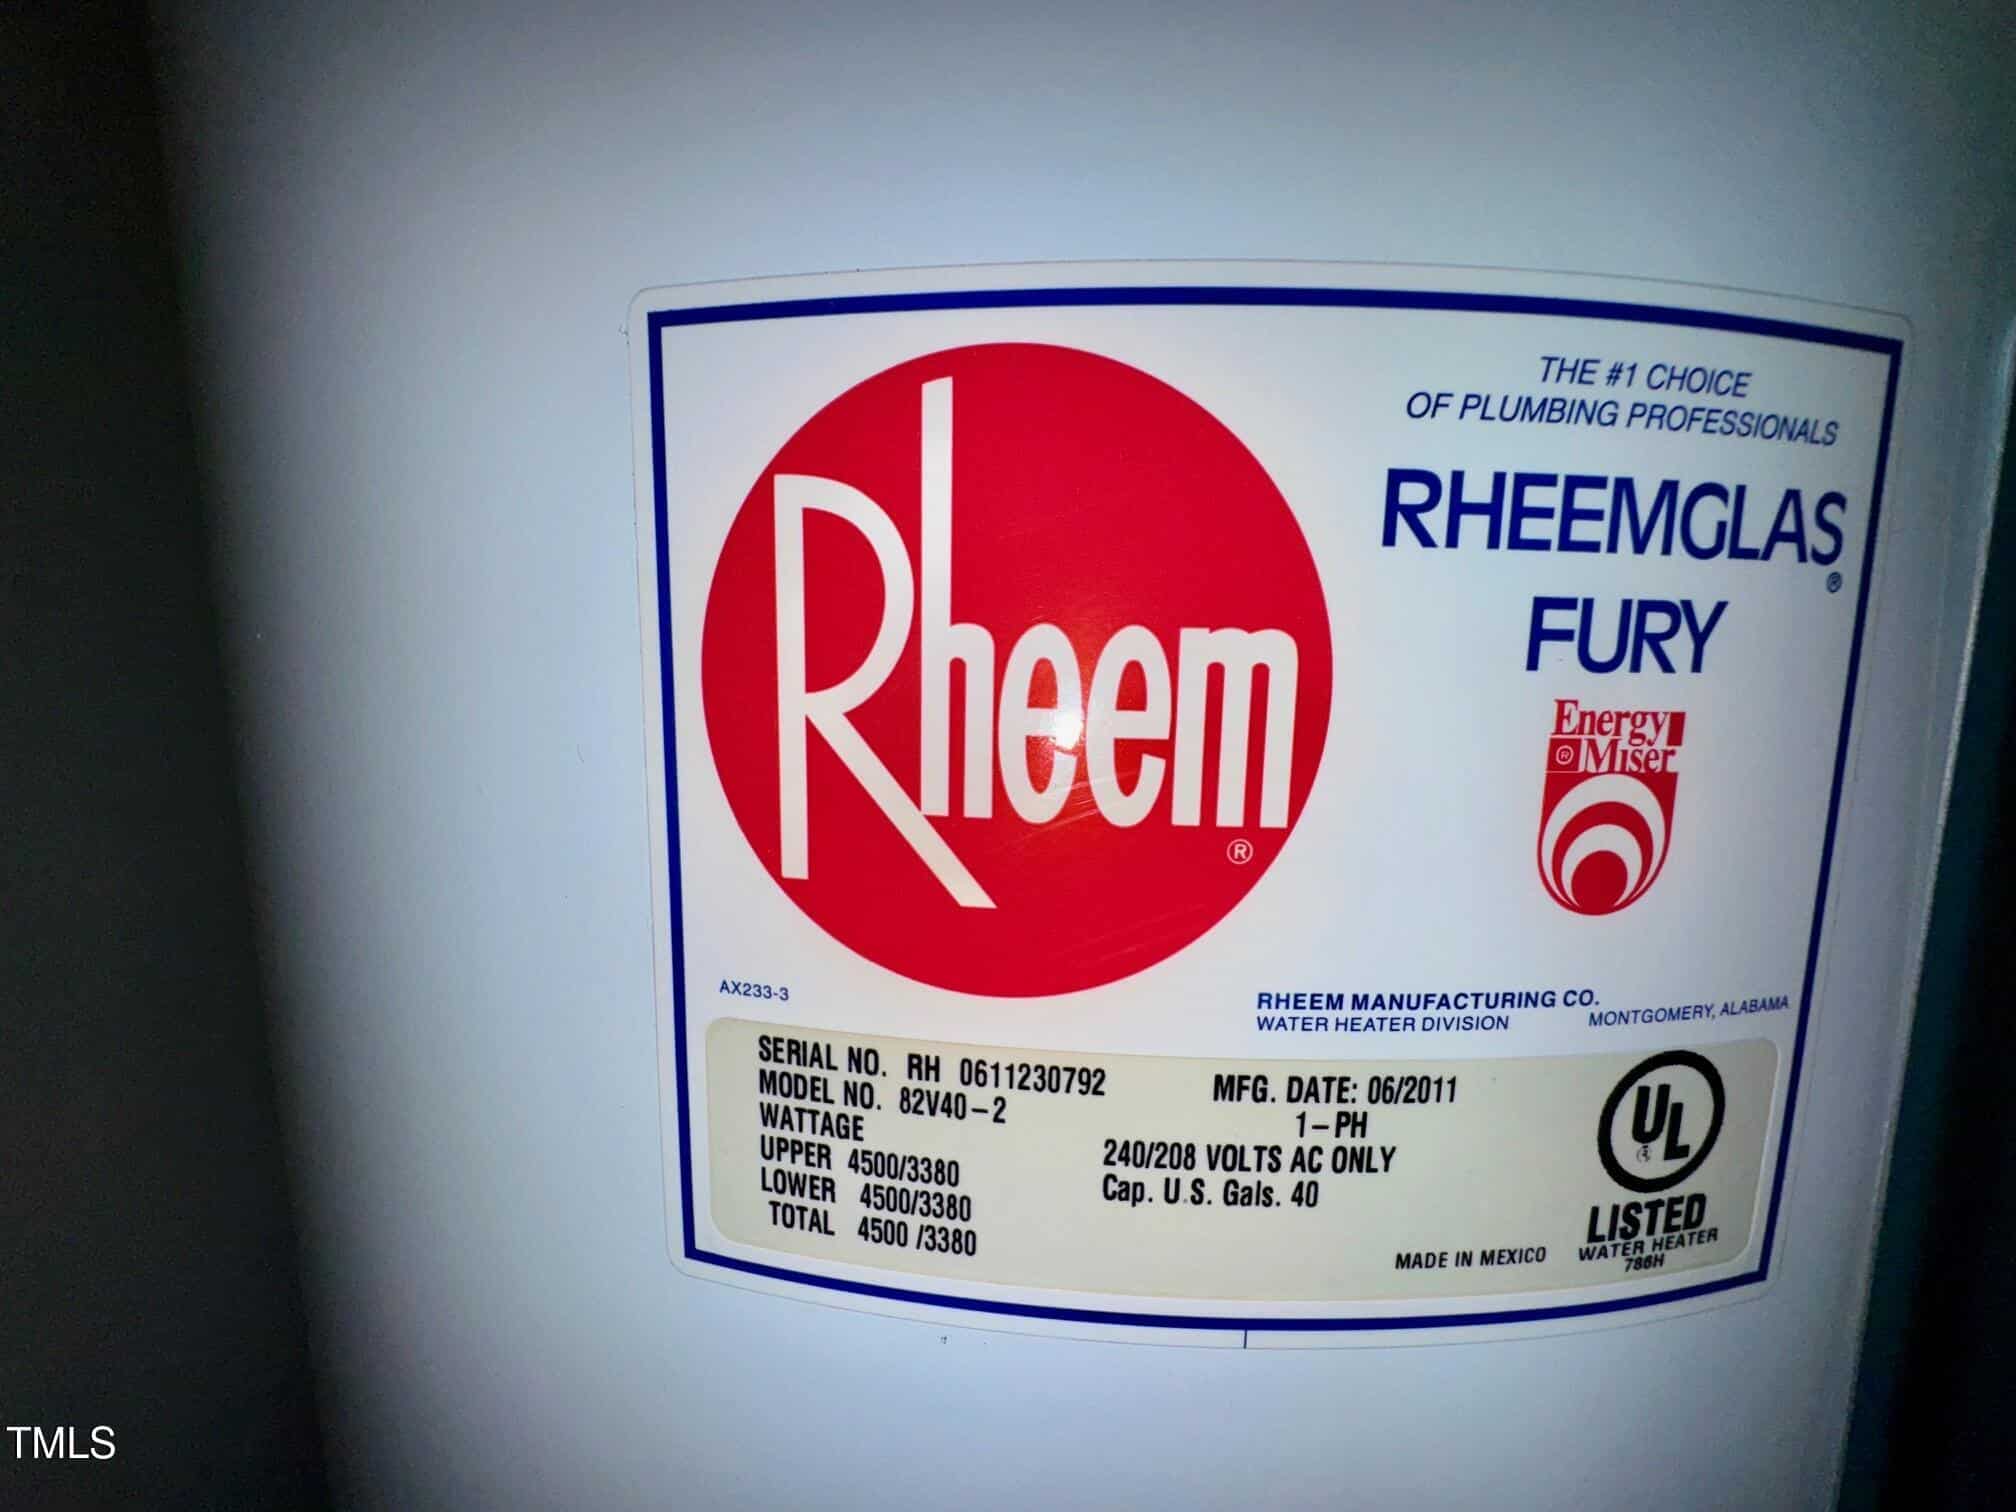 THE #1 CHOICE
OF PLUMBING PROFESSIONALS
Rheem
®
RHEEMGLAS
®
FURY
Energy
® Miser
AX233-3
RHEEM MANUFACTURING CO.
WATER HEATER DIVISION
MONTGOMERY, ALABAMA
SERIAL NO. RH 0611230792
MFG. DATE: 06/2011
MODEL NO. 82V40-2
1-PH
WATTAGE
240/208 VOLTS AC ONLY
UPPER 4500/3380
Cap. U.S. Gals. 40
LOWER 4500/3380
TOTAL 4500 /3380
MADE IN MEXICO
UL
LISTED
WATER HEATER
786H
TMLS